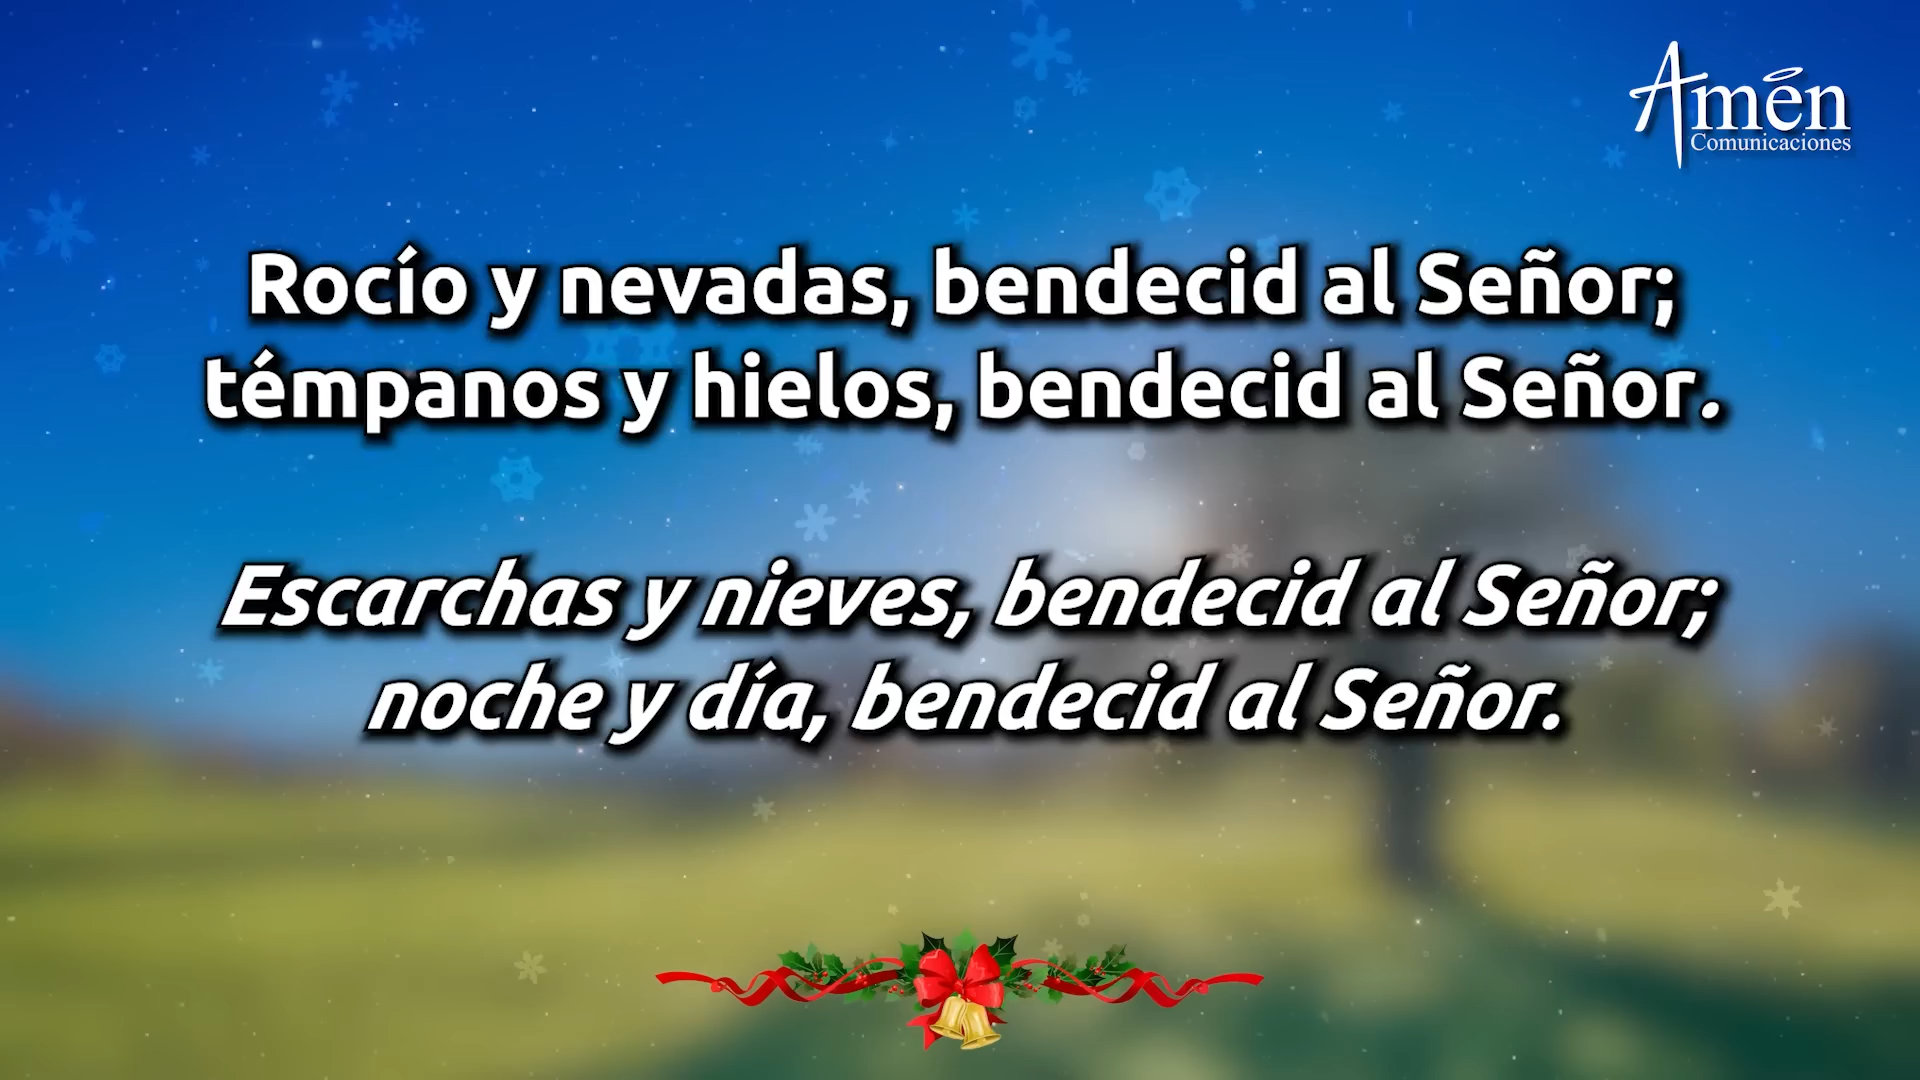 Amén
Comunicaciones
Rocío y nevadas, bendecid al Señor;
témpanos y hielos, bendecid al Señor.
Escarchas y nieves, bendecid al Señor;
noche y día, bendecid al Señor.